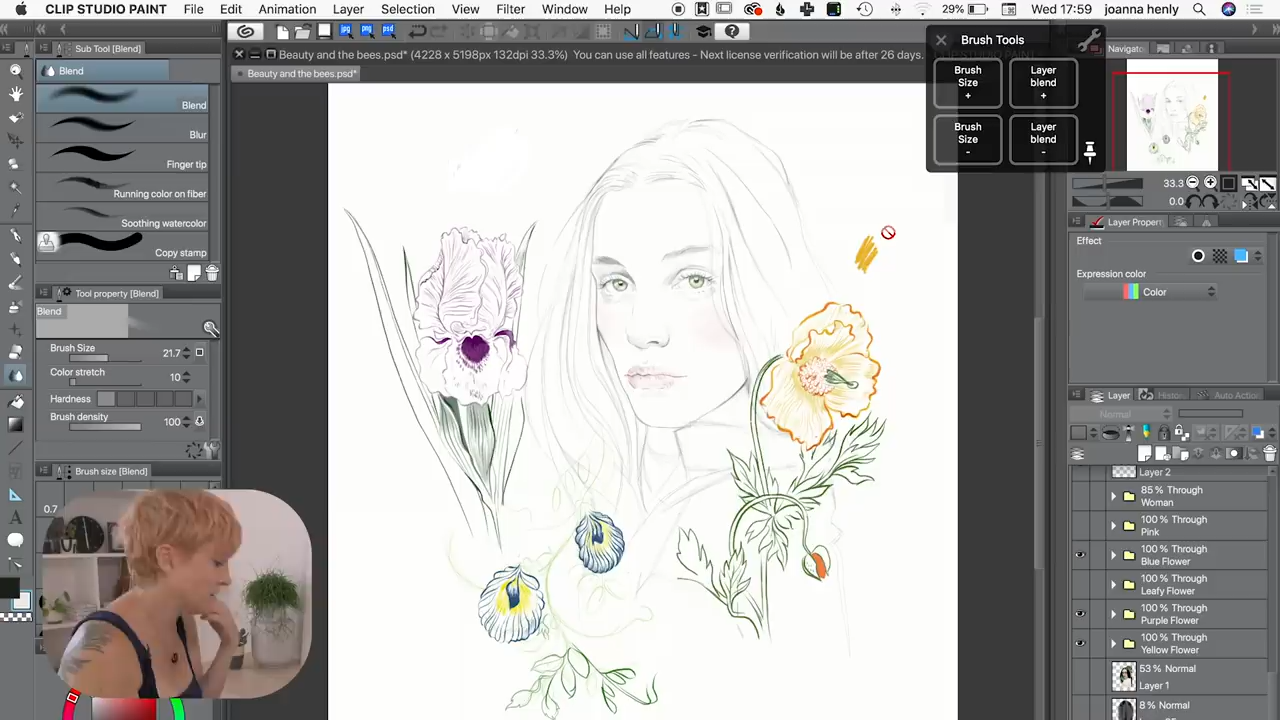 CLIP STUDIO PAINT File Edit Animation Layer Selection View Filter Window Help 29% Wed 17:59 joanna henly
Sub Tool [Blend]
Blend
Blend
Blur
Finger tip
Running color on fiber
Soothing watercolor
Copy stamp
Tool property [Blend]
Blend
Brush Size 21.7
Color stretch 10
Hardness
Brush density 100
Brush size [Blend]
0.7
Beauty and the bees.psd* (4228 x 5198px 132dpi 33.3%) You can use all features - Next license verification will be after 26 days.
Beauty and the bees.psd*
Brush Tools
Brush Size +
Layer blend +
Brush Size -
Layer blend -
Navigator
33.3
0.0
Layer Property
Effect
Expression color
Color
Layer
Auto Action
Normal
Layer 2
85 % Through
Woman
100 % Through
Pink
100 % Through
Blue Flower
100 % Through
Leafy Flower
100 % Through
Purple Flower
100 % Through
Yellow Flower
53 % Normal
Layer 1
8 % Normal